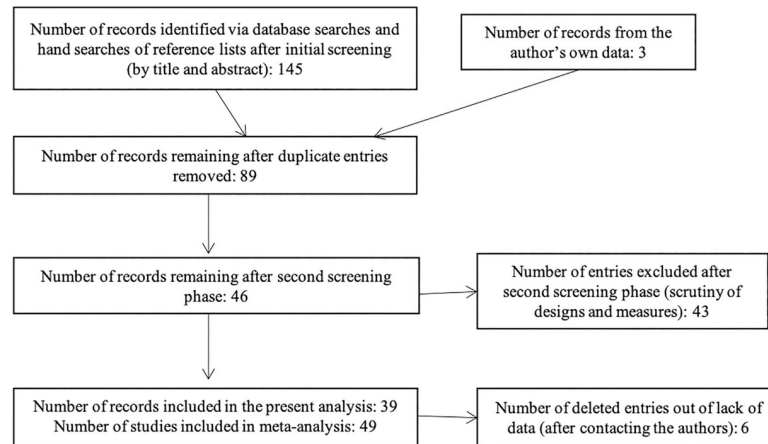 Number of records identified via database searches and
hand searches of reference lists after initial screening
(by title and abstract): 145
Number of records from the
author's own data: 3
Number of records remaining after duplicate entries
removed: 89
Number of records remaining after second screening
phase: 46
Number of entries excluded after
second screening phase (scrutiny of
designs and measures): 43
Number of records included in the present analysis: 39
Number of studies included in meta-analysis: 49
Number of deleted entries out of lack of
data (after contacting the authors): 6